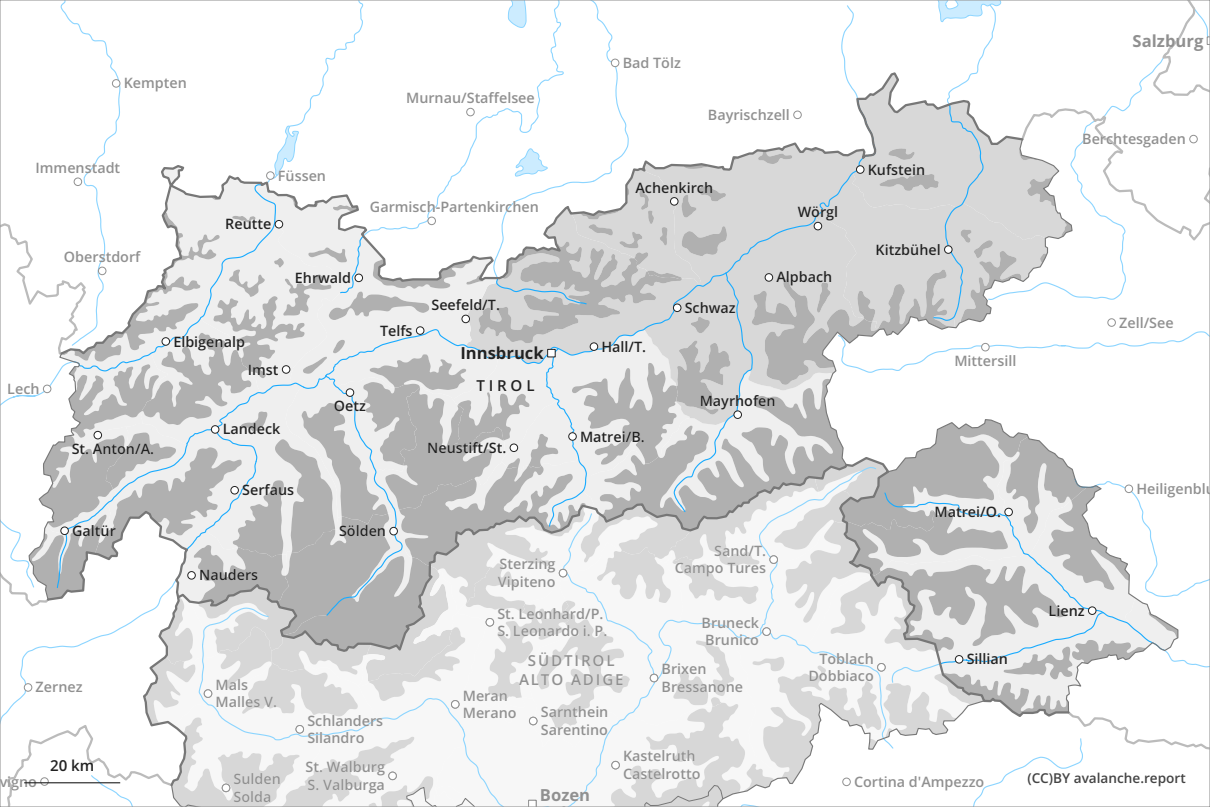 Salzburg
Bad Tölz
Kempten
Murnau/Staffelsee
Bayrischzell
Berchtesgaden
Immenstadt
Füssen
Kufstein
Achenkirch
Garmisch-Partenkirchen
Wörgl
Reutte
Kitzbühel
Oberstdorf
Ehrwald
Alpbach
Seefeld/T.
Schwaz
Telfs
Zell/See
Elbigenalp
Hall/T.
Innsbruck
Mittersill
Imst
TIROL
Lech
Mayrhofen
Oetz
Landeck
Matrei/B.
St. Anton/A.
Neustift/St.
Serfaus
Heiligenblu
Matrei/O.
Galtür
Sölden
Sand/T.
Campo Tures
Sterzing
Vipiteno
Nauders
Lienz
St. Leonhard/P.
S. Leonardo i. P.
Bruneck
Brunico
SÜDTIROL
ALTO ADIGE
Sillian
Toblach
Dobbiaco
Brixen
Bressanone
Zernez
Mals
Malles V.
Meran
Merano
Sarnthein
Sarentino
Schlanders
Silandro
Kastelruth
Castelrotto
St. Walburg
S. Valburga
20 km
vigno
Sulden
Solda
Cortina d'Ampezzo
(CC)BY avalanche.report
Bozen